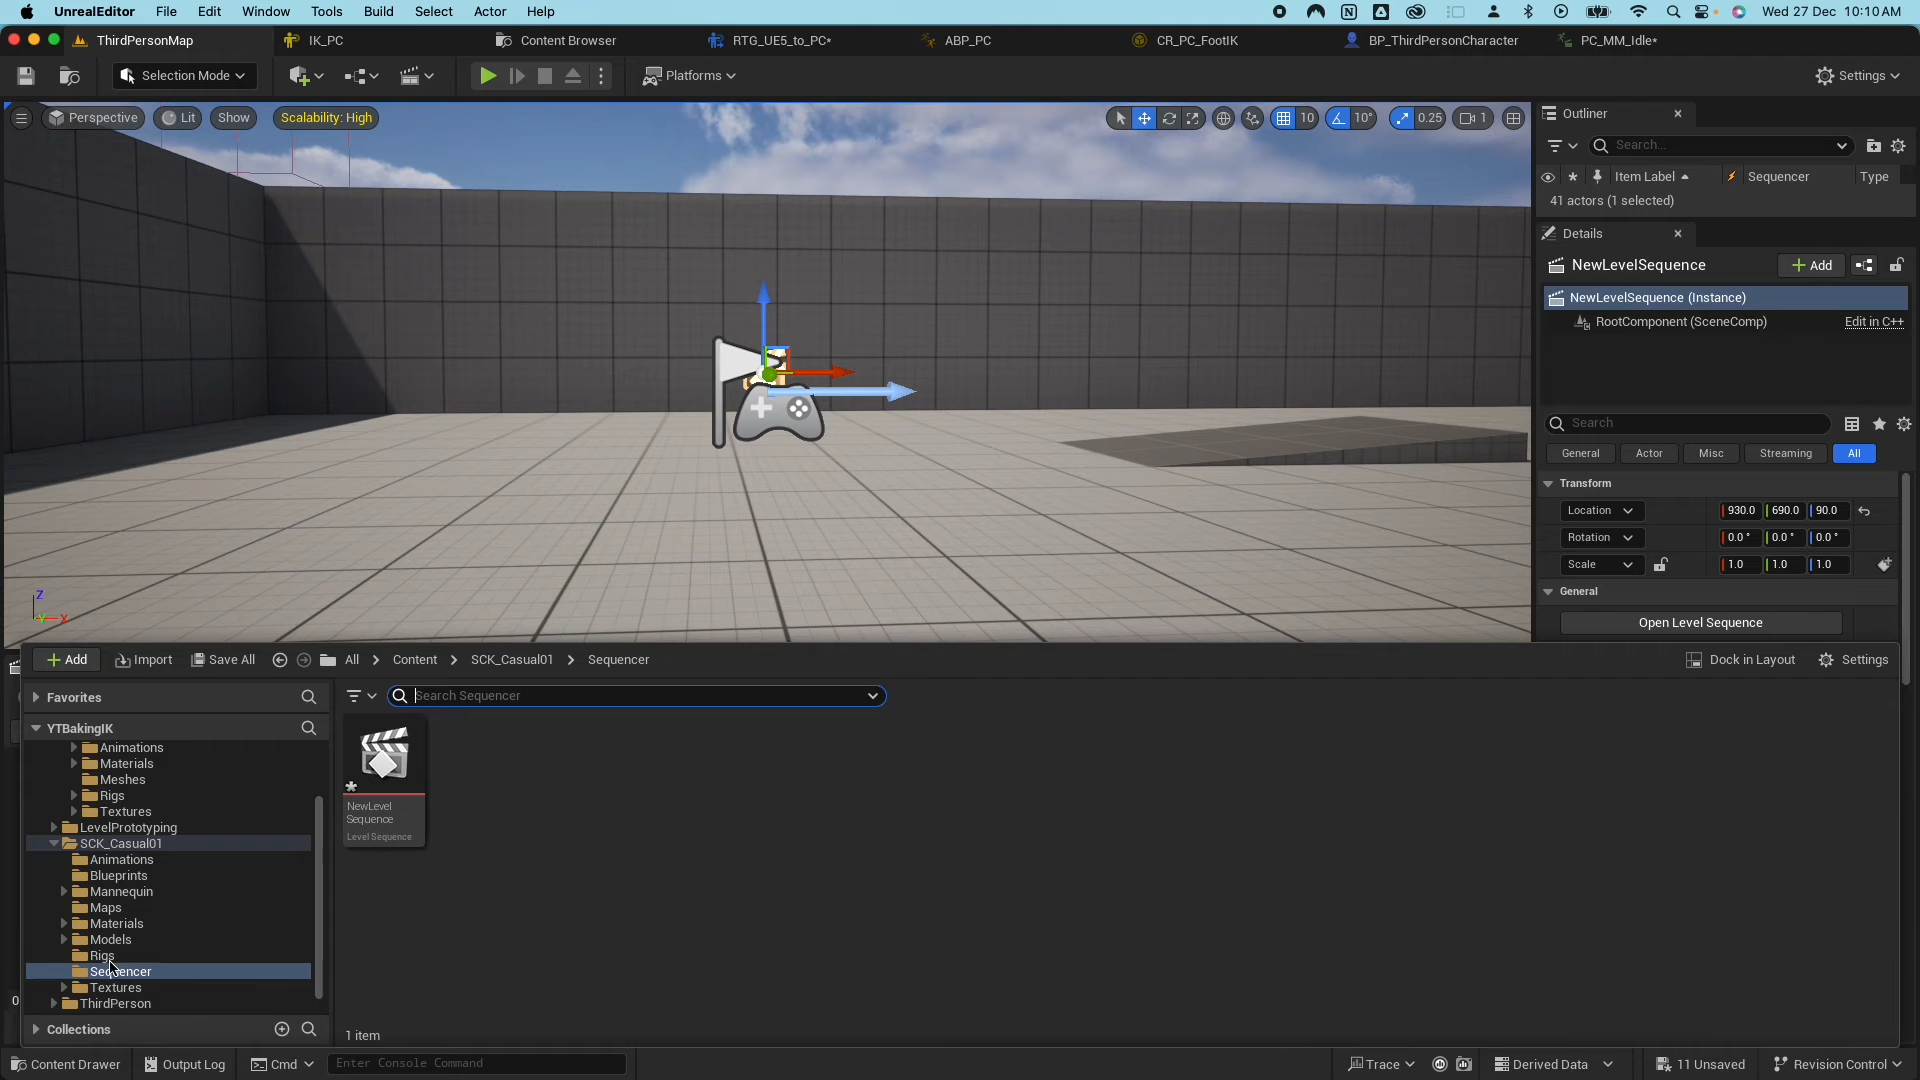 UnrealEditor File Edit Window Tools Build Select Actor Help Wed 27 Dec 10:10 AM
ThirdPersonMap IK_PC Content Browser RTG_UE5_to_PC* ABP_PC CR_PC_FootIK BP_ThirdPersonCharacter PC_MM_Idle*
Selection Mode Platforms Settings
Perspective Lit Show Scalability: High 10 10° 0.25 1
Outliner
Search...
Item Label Sequencer Type
41 actors (1 selected)
Details
NewLevelSequence + Add
NewLevelSequence (Instance)
RootComponent (SceneComp) Edit in C++
Search
General Actor Misc Streaming All
Transform
Location 930.0 690.0 90.0
Rotation 0.0° 0.0° 0.0°
Scale 1.0 1.0 1.0
General
Open Level Sequence
Z
Y X
+ Add Import Save All All Content SCK_Casual01 Sequencer Dock in Layout Settings
Favorites
Search Sequencer
YTBakingIK
Animations
Materials
Meshes
Rigs
Textures
LevelPrototyping
SCK_Casual01
Animations
Blueprints
Mannequin
Maps
Materials
Models
Rigs
Sequencer
Textures
ThirdPerson
NewLevel
Sequence
Level Sequence
0
Collections
1 item
Content Drawer Output Log Cmd Enter Console Command Trace Derived Data 11 Unsaved Revision Control